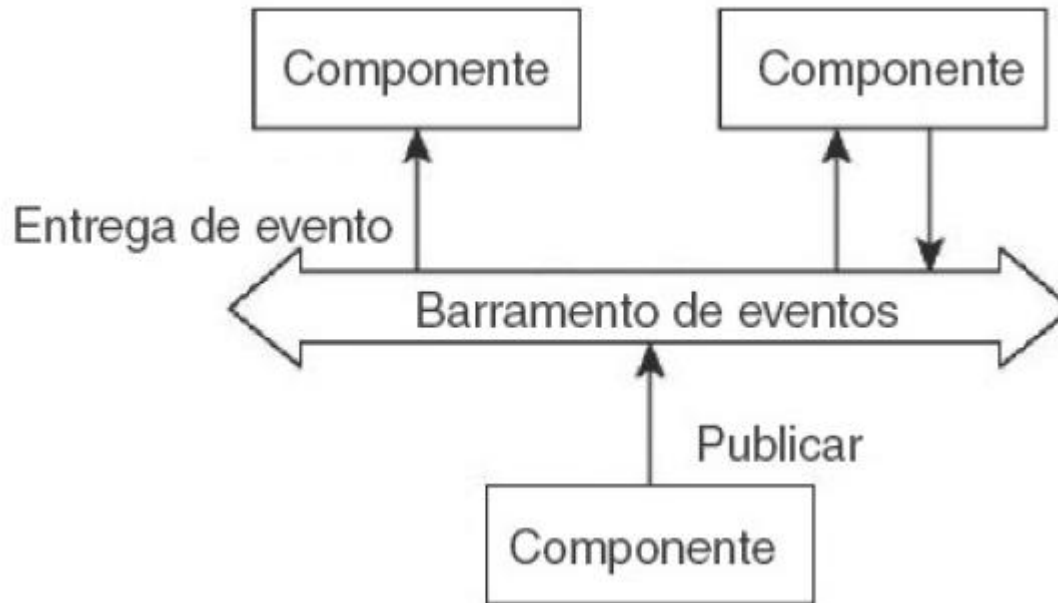 Componente
Componente
Entrega de evento
Barramento de eventos
Publicar
Componente